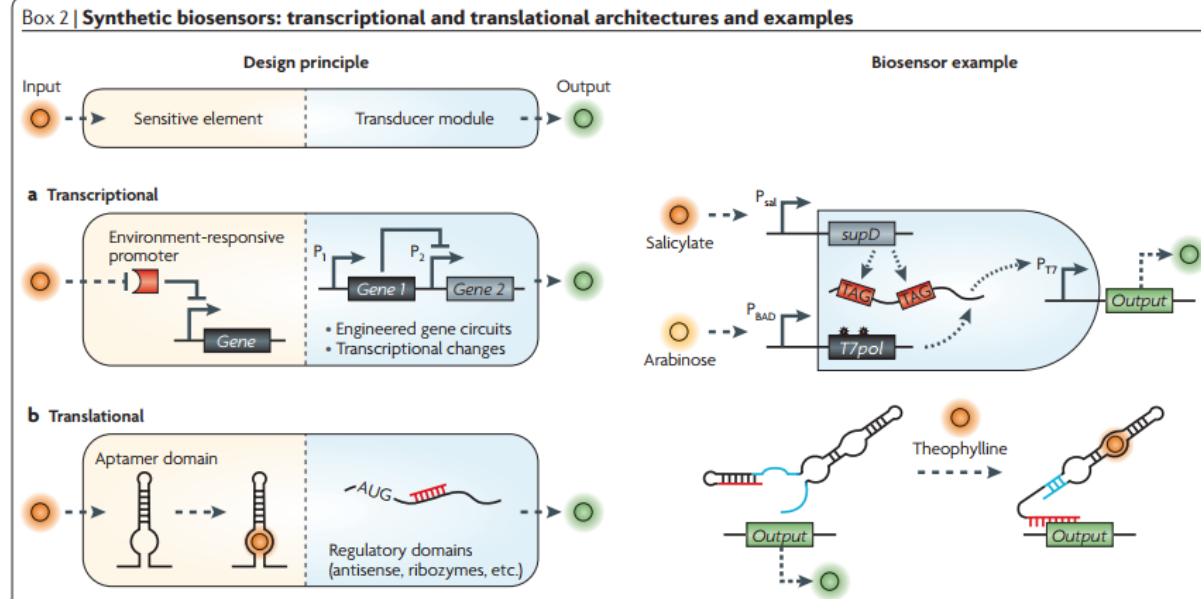 Box 2 | Synthetic biosensors: transcriptional and translational architectures and examples
Design principle
Biosensor example
Input
Output
Sensitive element
Transducer module
a Transcriptional
Environment-responsive
promoter
Gene
P1
P2
Gene 1
Gene 2
• Engineered gene circuits
• Transcriptional changes
Salicylate
Psal
supD
TAG
TAG
PT7
Output
Arabinose
PBAD
T7pol
b Translational
Aptamer domain
AUG
Regulatory domains
(antisense, ribozymes, etc.)
Theophylline
Output
Output